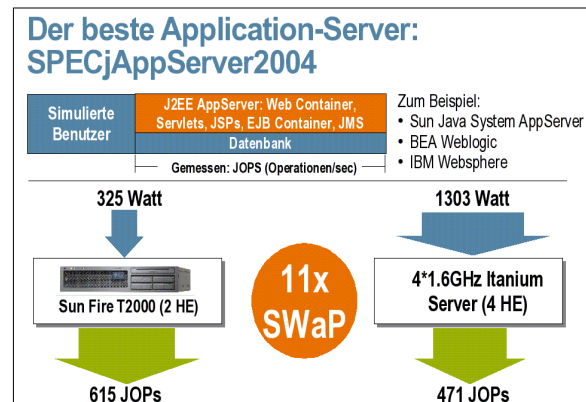 Der beste Application-Server:
SPECjAppServer2004
Simulierte
Benutzer
J2EE AppServer: Web Container,
Servlets, JSPs, EJB Container, JMS
Datenbank
Gemessen: JOPS (Operationen/sec)
Zum Beispiel:
• Sun Java System AppServer
• BEA Weblogic
• IBM Websphere
325 Watt
1303 Watt
Sun Fire T2000 (2 HE)
11x
SWaP
4*1.6GHz Itanium
Server (4 HE)
615 JOPs
471 JOPs